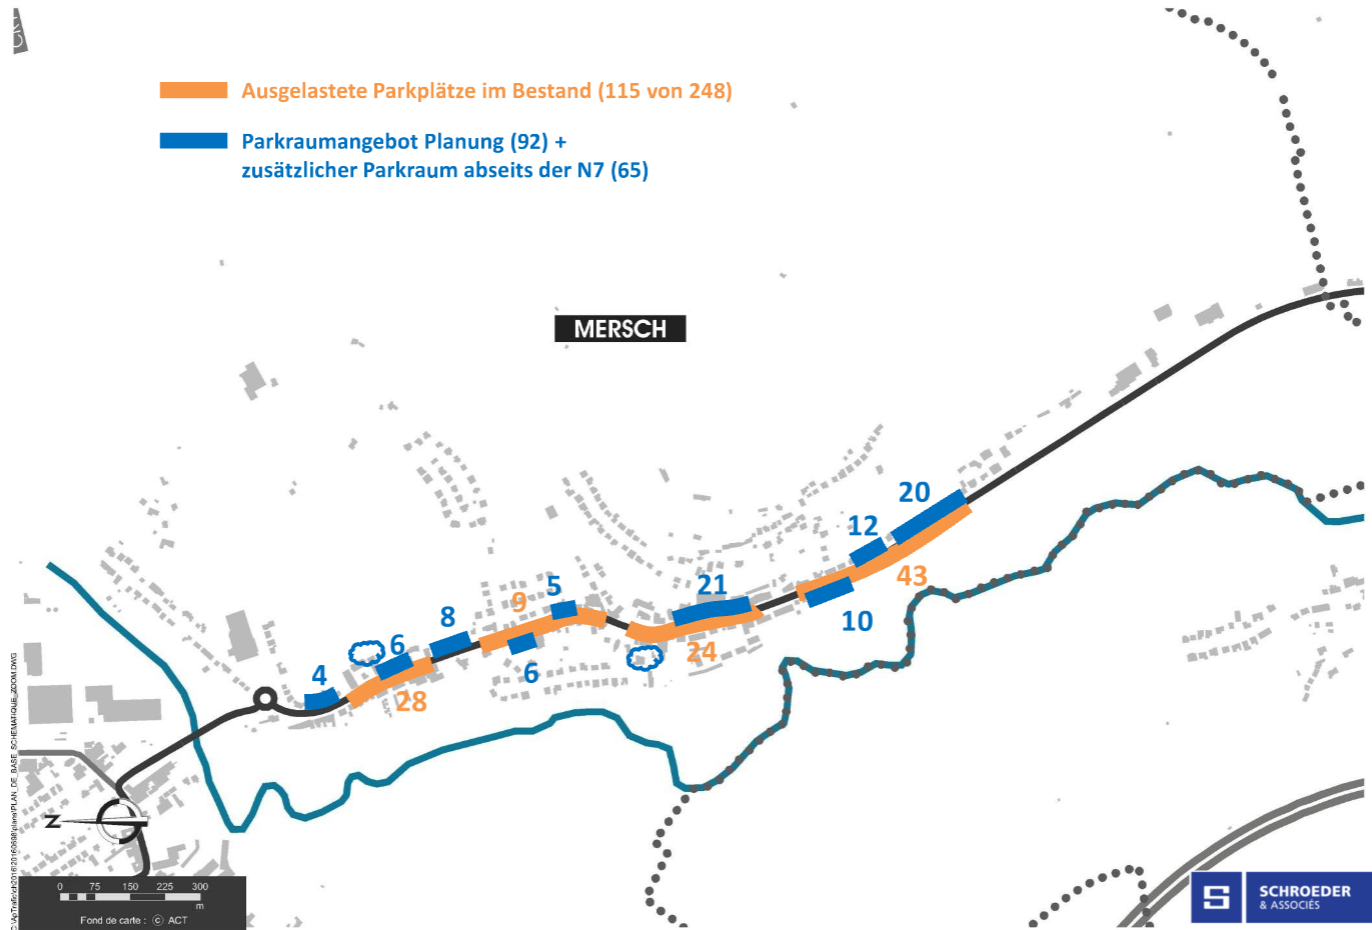 Ausgelastete Parkplätze im Bestand (115 von 248)
Parkraumangebot Planung (92) +
zusätzlicher Parkraum abseits der N7 (65)
MERSCH
20
12
43
10
21
24
5
9
6
8
6
28
4
Z
0 75 150 225 300
m
Fond de carte : © ACT
S SCHROEDER
& ASSOCIÉS